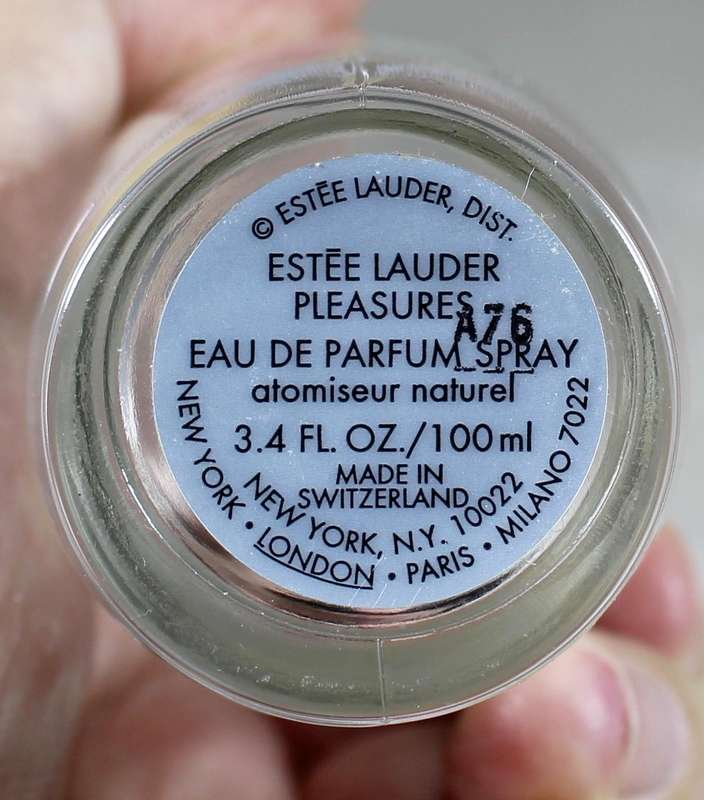 © ESTĒE LAUDER, DIST.
ESTĒE LAUDER
PLEASURES
A76
EAU DE PARFUM SPRAY
atomiseur naturel
3.4 FL. OZ./100 ml
MADE IN
SWITZERLAND
NEW YORK, N.Y. 10022
NEW YORK • LONDON • PARIS • MILANO 7022